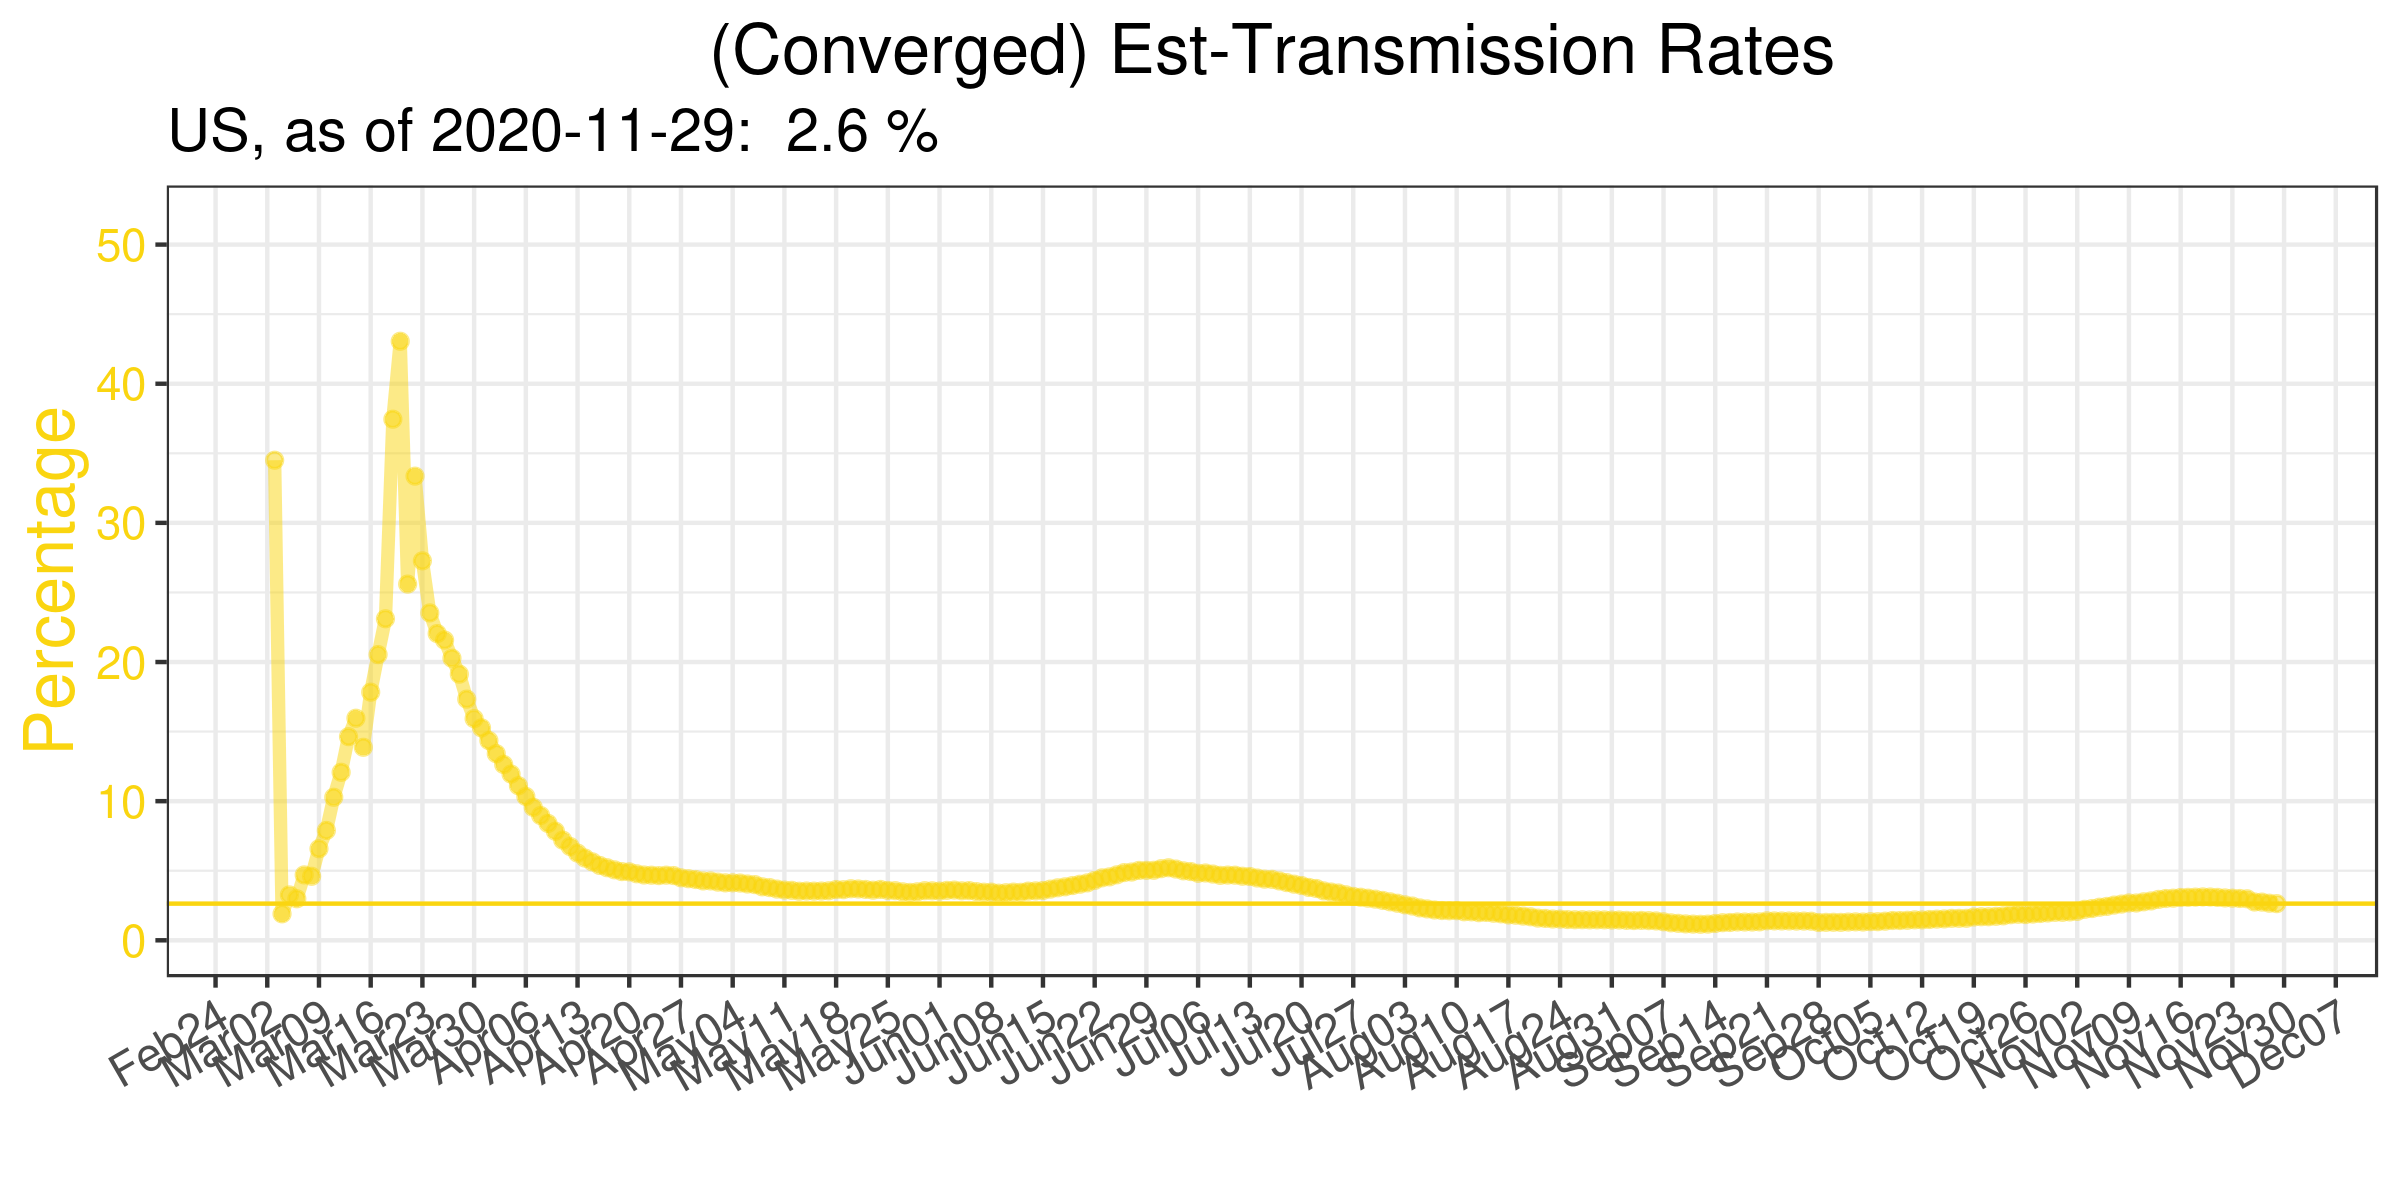 (Converged) Est-Transmission Rates
US, as of 2020-11-29:  2.6 %
Percentage
50
40
30
20
10
0
Feb24
Mar02
Mar09
Mar16
Mar23
Mar30
Apr06
Apr13
Apr20
Apr27
May04
May11
May18
May25
Jun01
Jun08
Jun15
Jun22
Jun29
Jul06
Jul13
Jul20
Jul27
Aug03
Aug10
Aug17
Aug24
Aug31
Sep07
Sep14
Sep21
Sep28
Oct05
Oct12
Oct19
Oct26
Nov02
Nov09
Nov16
Nov23
Nov30
Dec07